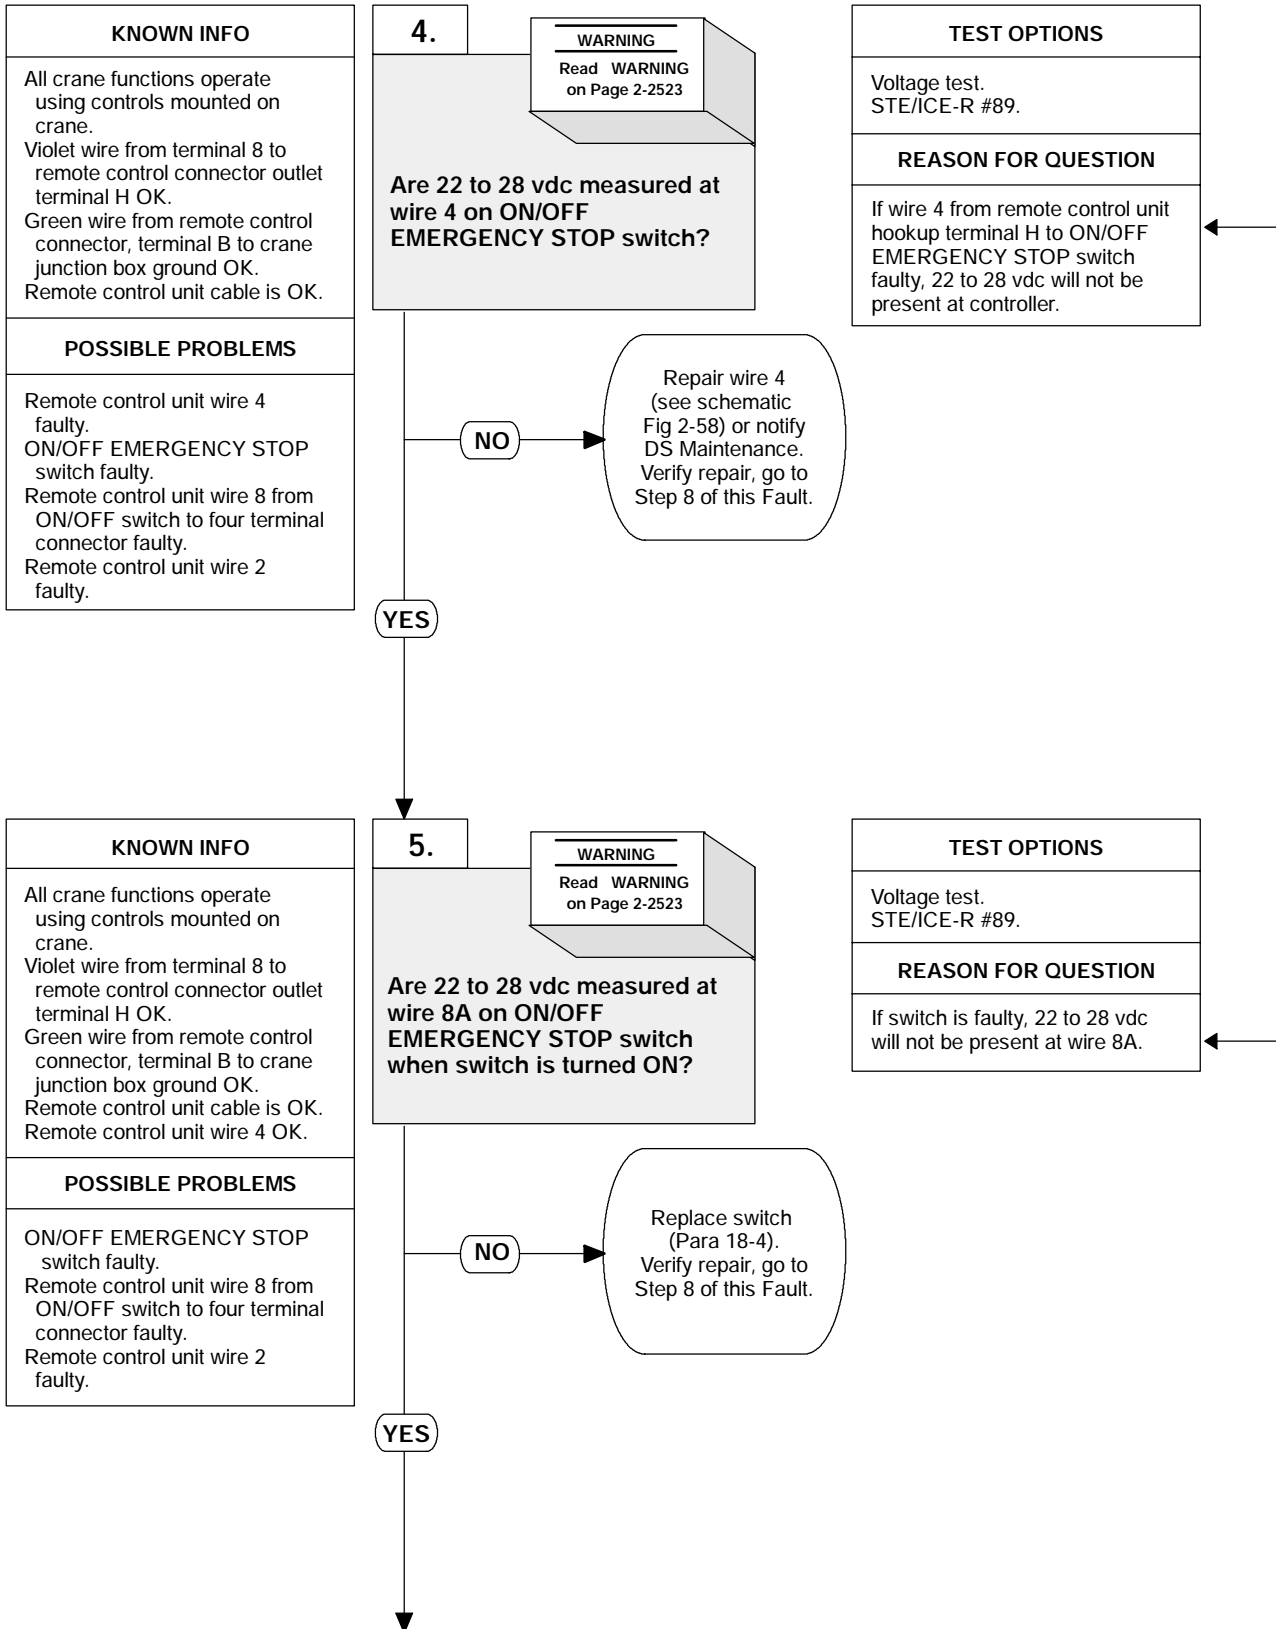 KNOWN INFO
All crane functions operate
using controls mounted on
crane.
Violet wire from terminal 8 to
remote control connector outlet
terminal H OK.
Green wire from remote control
connector, terminal B to crane
junction box ground OK.
Remote control unit cable is OK.
POSSIBLE PROBLEMS
Remote control unit wire 4
faulty.
ON/OFF EMERGENCY STOP
switch faulty.
Remote control unit wire 8 from
ON/OFF switch to four terminal
connector faulty.
Remote control unit wire 2
faulty.
4.
WARNING
Read WARNING
on Page 2-2523
Are 22 to 28 vdc measured at
wire 4 on ON/OFF
EMERGENCY STOP switch?
NO
Repair wire 4
(see schematic
Fig 2-58) or notify
DS Maintenance.
Verify repair, go to
Step 8 of this Fault.
YES
TEST OPTIONS
Voltage test.
STE/ICE-R #89.
REASON FOR QUESTION
If wire 4 from remote control unit
hookup terminal H to ON/OFF
EMERGENCY STOP switch
faulty, 22 to 28 vdc will not be
present at controller.
KNOWN INFO
All crane functions operate
using controls mounted on
crane.
Violet wire from terminal 8 to
remote control connector outlet
terminal H OK.
Green wire from remote control
connector, terminal B to crane
junction box ground OK.
Remote control unit cable is OK.
Remote control unit wire 4 OK.
POSSIBLE PROBLEMS
ON/OFF EMERGENCY STOP
switch faulty.
Remote control unit wire 8 from
ON/OFF switch to four terminal
connector faulty.
Remote control unit wire 2
faulty.
5.
WARNING
Read WARNING
on Page 2-2523
Are 22 to 28 vdc measured at
wire 8A on ON/OFF
EMERGENCY STOP switch
when switch is turned ON?
NO
Replace switch
(Para 18-4).
Verify repair, go to
Step 8 of this Fault.
YES
TEST OPTIONS
Voltage test.
STE/ICE-R #89.
REASON FOR QUESTION
If switch is faulty, 22 to 28 vdc
will not be present at wire 8A.